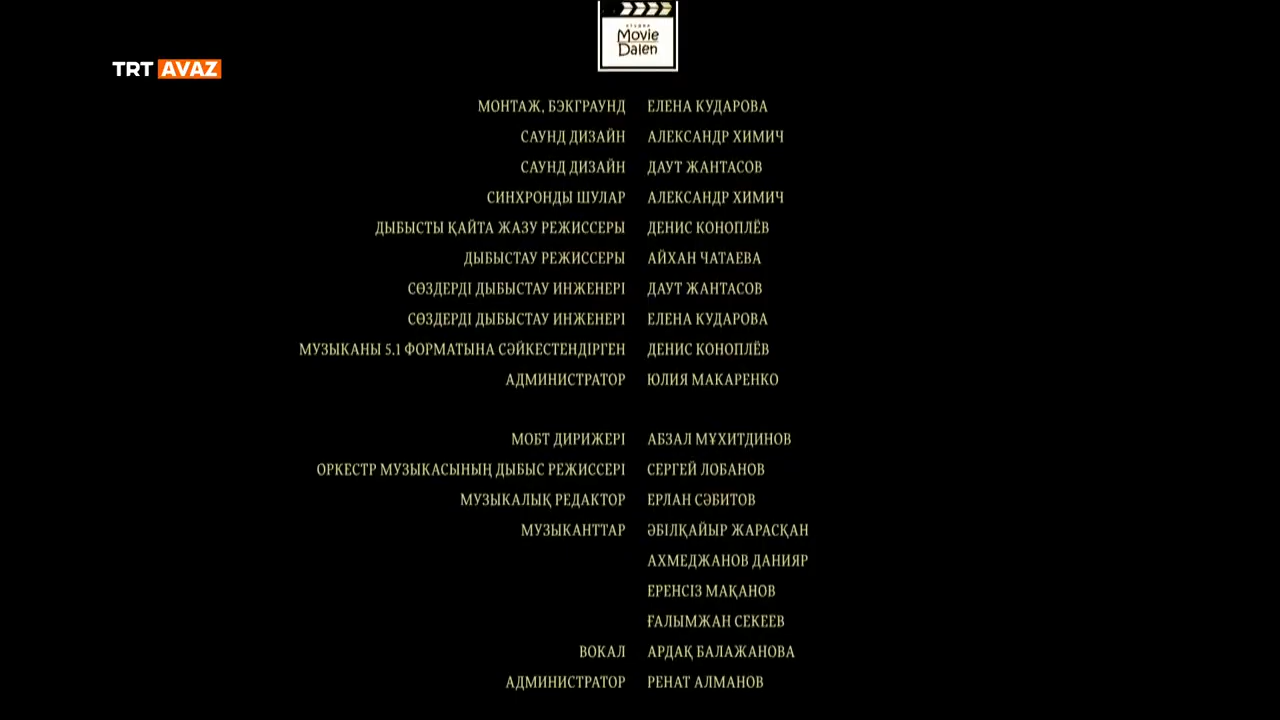 СТУДИЯ
Movie
Dalen
TRT AVAZ
МОНТАЖ, БЭКГРАУНД ЕЛЕНА КУДАРОВА
САУНД ДИЗАЙН АЛЕКСАНДР ХИМИЧ
САУНД ДИЗАЙН ДАУТ ЖАНТАСОВ
СИНХРОНДЫ ШУЛАР АЛЕКСАНДР ХИМИЧ
ДЫБЫСТЫ ҚАЙТА ЖАЗУ РЕЖИССЕРЫ ДЕНИС КОНОПЛЁВ
ДЫБЫСТАУ РЕЖИССЕРЫ АЙХАН ЧАТАЕВА
СӨЗДЕРДІ ДЫБЫСТАУ ИНЖЕНЕРІ ДАУТ ЖАНТАСОВ
СӨЗДЕРДІ ДЫБЫСТАУ ИНЖЕНЕРІ ЕЛЕНА КУДАРОВА
МУЗЫКАНЫ 5.1 ФОРМАТЫНА СӘЙКЕСТЕНДІРГЕН ДЕНИС КОНОПЛЁВ
АДМИНИСТРАТОР ЮЛИЯ МАКАРЕНКО
МОБТ ДИРИЖЕРІ АБЗАЛ МҰХИТДИНОВ
ОРКЕСТР МУЗЫКАСЫНЫҢ ДЫБЫС РЕЖИССЕРІ СЕРГЕЙ ЛОБАНОВ
МУЗЫКАЛЫҚ РЕДАКТОР ЕРЛАН СӘБИТОВ
МУЗЫКАНТТАР ӘБІЛҚАЙЫР ЖАРАСҚАН
АХМЕДЖАНОВ ДАНИЯР
ЕРЕНСІЗ МАҚАНОВ
ҒАЛЫМЖАН СЕКЕЕВ
ВОКАЛ АРДАҚ БАЛАЖАНОВА
АДМИНИСТРАТОР РЕНАТ АЛМАНОВ